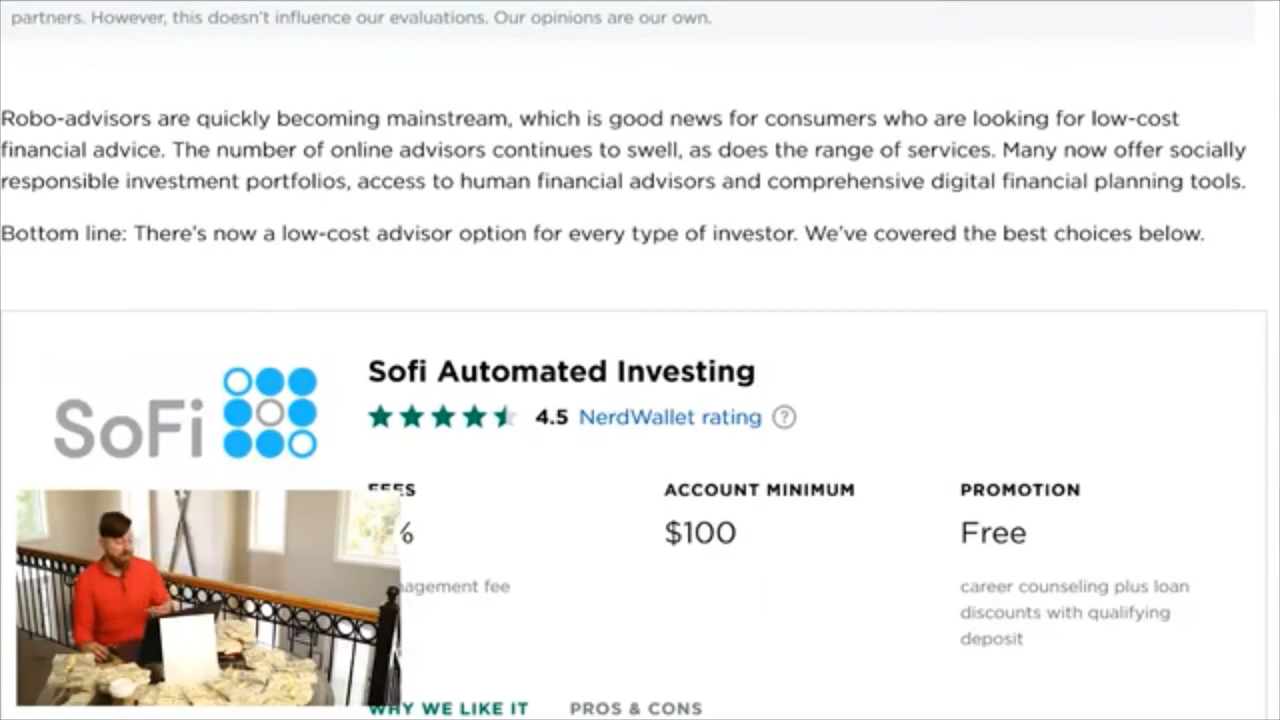 partners. However, this doesn't influence our evaluations. Our opinions are our own.
Robo-advisors are quickly becoming mainstream, which is good news for consumers who are looking for low-cost
financial advice. The number of online advisors continues to swell, as does the range of services. Many now offer socially
responsible investment portfolios, access to human financial advisors and comprehensive digital financial planning tools.
Bottom line: There's now a low-cost advisor option for every type of investor. We've covered the best choices below.
SoFi
Sofi Automated Investing
4.5 NerdWallet rating ?
FEES
%
agement fee
ACCOUNT MINIMUM
$100
PROMOTION
Free
career counseling plus loan
discounts with qualifying
deposit
WHY WE LIKE IT
PROS & CONS